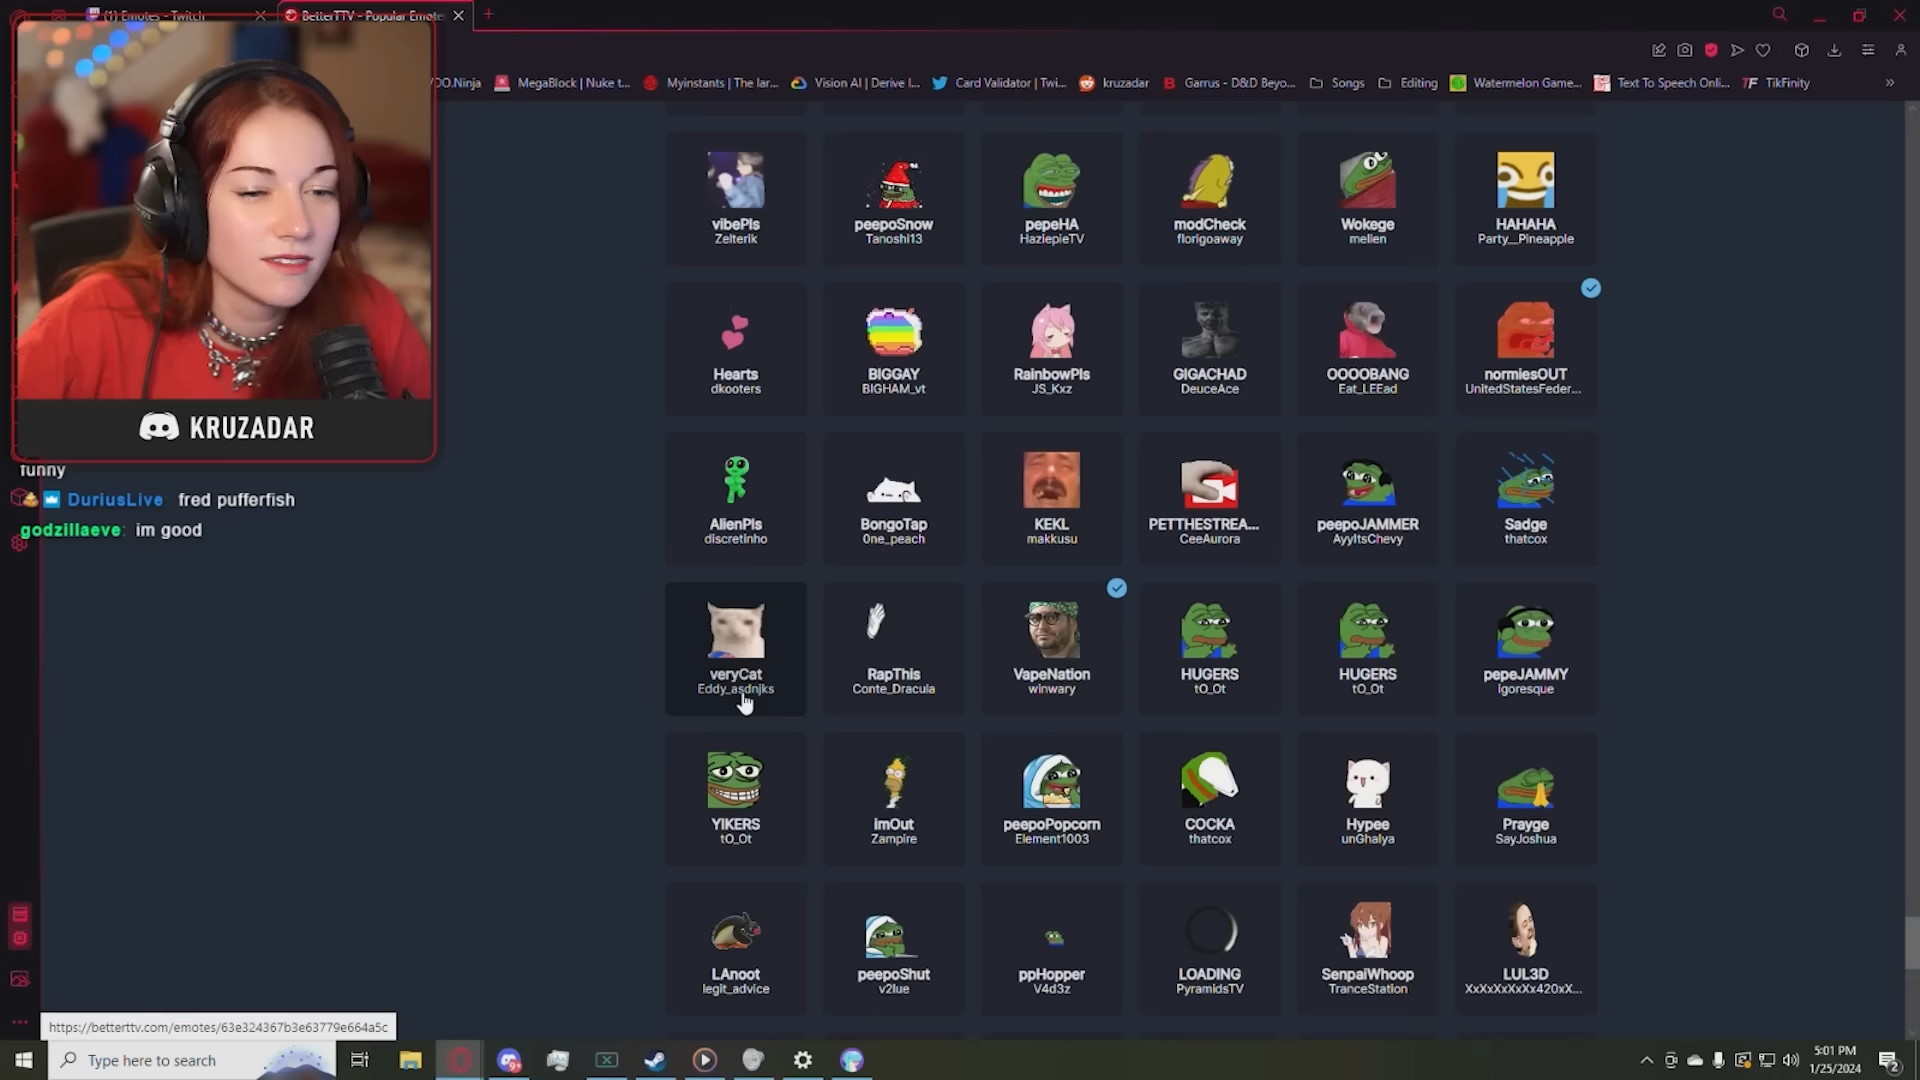 (1) Emotes - Twitch
BetterTTV - Popular Emote
OO.Ninja
MegaBlock | Nuke t...
Myinstants | The lar...
Vision AI | Derive I...
Card Validator | Twi...
kruzadar
Garrus - D&D Beyo...
Songs
Editing
Watermelon Game...
Text To Speech Onli...
TikFinity
KRUZADAR
funny
DuriusLive fred pufferfish
godzillaeve: im good
vibePls
Zelterik
peepoSnow
Tanoshi13
pepeHA
HaziepieTV
modCheck
florigoaway
Wokege
mellen
HAHAHA
Party__Pineapple
Hearts
dkooters
BIGGAY
BIGHAM_vt
RainbowPls
JS_Kxz
GIGACHAD
DeuceAce
OOOOBANG
Eat_LEEad
normiesOUT
UnitedStatesFeder...
AlienPls
discretinho
BongoTap
0ne_peach
KEKL
makkusu
PETTHESTREA...
CeeAurora
peepoJAMMER
AyyItsChevy
Sadge
thatcox
veryCat
Eddy_asdnjks
RapThis
Conte_Dracula
VapeNation
winwary
HUGERS
tO_Ot
HUGERS
tO_Ot
pepeJAMMY
igoresque
YIKERS
tO_Ot
imOut
Zampire
peepoPopcorn
Element1003
COCKA
thatcox
Hypee
unGhalya
Prayge
SayJoshua
LAnoot
legit_advice
peepoShut
v2lue
ppHopper
V4d3z
LOADING
PyramidsTV
SenpaiWhoop
TranceStation
LUL3D
XxXxXxXxXx420xX...
https://betterttv.com/emotes/63e324367b3e63779e664a5c
Type here to search
5:01 PM
1/25/2024